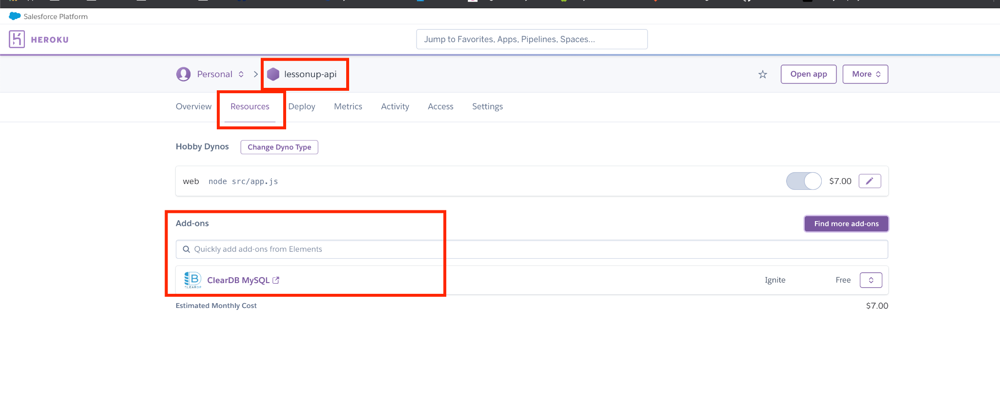 Salesforce Platform
HEROKU
Jump to Favorites, Apps, Pipelines, Spaces...
Personal
lessonup-api
Open app
More
Overview
Resources
Deploy
Metrics
Activity
Access
Settings
Hobby Dynos
Change Dyno Type
web node src/app.js
$7.00
Add-ons
Find more add-ons
Quickly add add-ons from Elements
B
CLEARDB
ClearDB MySQL
Ignite
Free
Estimated Monthly Cost
$7.00